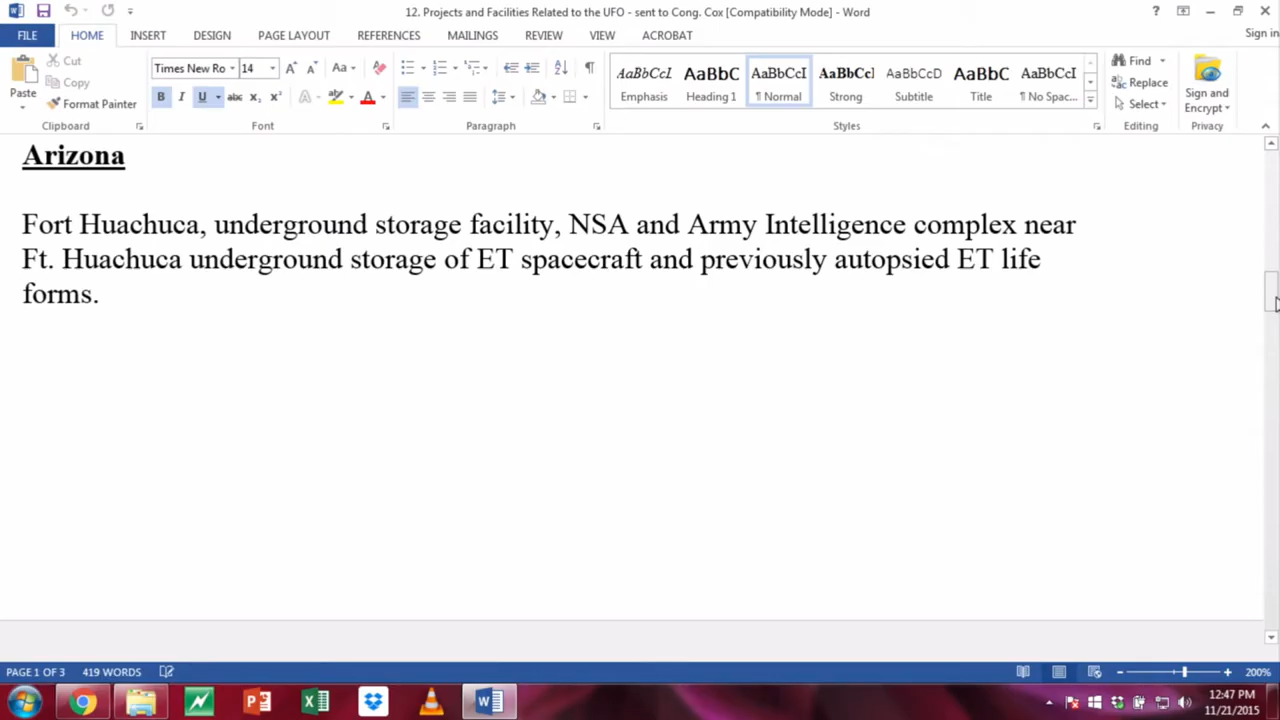 12. Projects and Facilities Related to the UFO - sent to Cong. Cox [Compatibility Mode] - Word
FILE HOME INSERT DESIGN PAGE LAYOUT REFERENCES MAILINGS REVIEW VIEW ACROBAT Sign in
Paste
Cut
Copy
Format Painter
Clipboard
Times New Ro 14
Font
Paragraph
AaBbCcI AaBbC AaBbCcI AaBbCc AaBbCcD AaBbC AaBbCcI
Emphasis Heading 1 ¶ Normal Strong Subtitle Title ¶ No Spac...
Styles
Find
Replace
Select
Editing
Sign and
Encrypt
Privacy
Arizona
Fort Huachuca, underground storage facility, NSA and Army Intelligence complex near
Ft. Huachuca underground storage of ET spacecraft and previously autopsied ET life
forms.
PAGE 1 OF 3 419 WORDS 200%
12:47 PM
11/21/2015